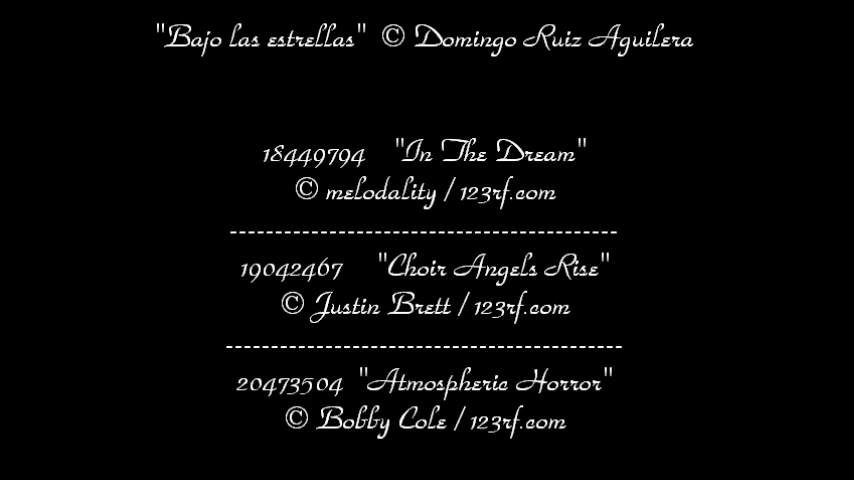 "Bajo las estrellas" © Domingo Ruiz Aguilera
18449794 "In The Dream"
© melodality / 123rf.com
-------------------------------------------
19042467 "Choir Angels Rise"
© Justin Brett / 123rf.com
--------------------------------------------
20473504 "Atmospheric Horror"
© Bobby Cole / 123rf.com